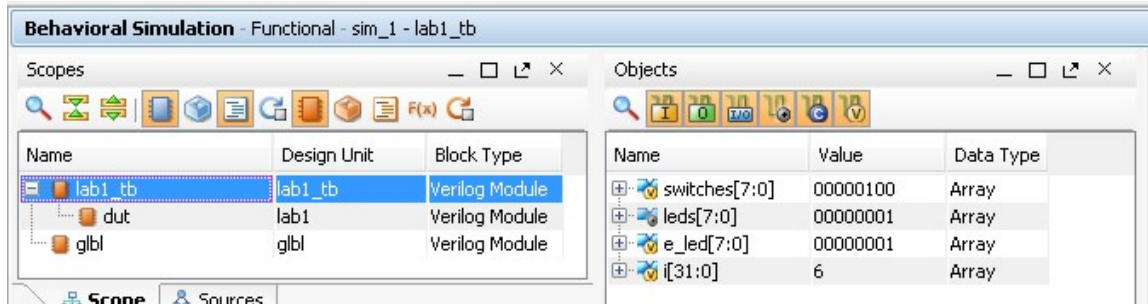 Behavioral Simulation - Functional - sim_1 - lab1_tb
Scopes
F(x)
Name Design Unit Block Type
lab1_tb lab1_tb Verilog Module
dut lab1 Verilog Module
glbl glbl Verilog Module
Scope Sources
Objects
I O I/O C V
Name Value Data Type
switches[7:0] 00000100 Array
leds[7:0] 00000001 Array
e_led[7:0] 00000001 Array
i[31:0] 6 Array